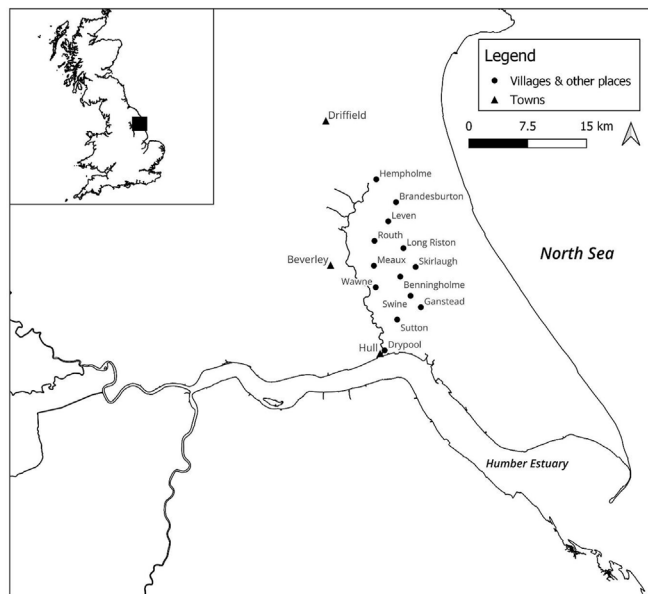 Legend
Villages & other places
Towns
0 7.5 15 km
Driffield
Hempholme
Brandesburton
Leven
Routh
Long Riston
North Sea
Beverley
Meaux
Skirlaugh
Wawne
Benningholme
Swine
Ganstead
Sutton
Hull
Drypool
Humber Estuary